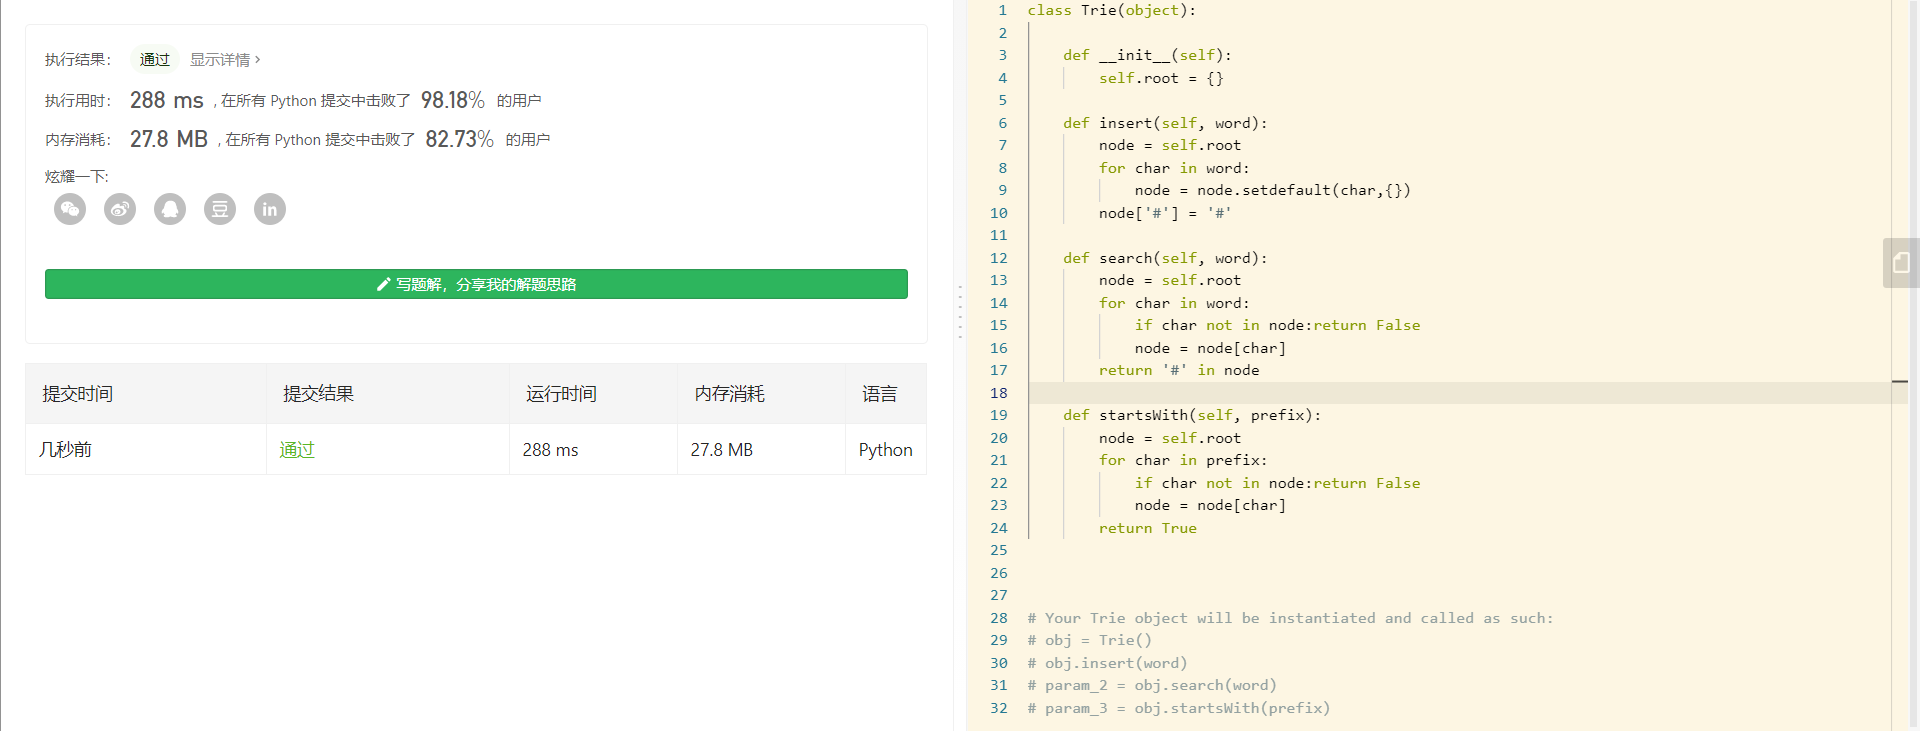 执行结果： 通过 显示详情 >
执行用时： 288 ms , 在所有 Python 提交中击败了 98.18% 的用户
内存消耗： 27.8 MB , 在所有 Python 提交中击败了 82.73% 的用户
炫耀一下:
豆 in
写题解，分享我的解题思路
提交时间 提交结果 运行时间 内存消耗 语言
几秒前 通过 288 ms 27.8 MB Python
1 class Trie(object):
2
3     def __init__(self):
4         self.root = {}
5
6     def insert(self, word):
7         node = self.root
8         for char in word:
9             node = node.setdefault(char,{})
10         node['#'] = '#'
11
12     def search(self, word):
13         node = self.root
14         for char in word:
15             if char not in node:return False
16             node = node[char]
17         return '#' in node
18
19     def startsWith(self, prefix):
20         node = self.root
21         for char in prefix:
22             if char not in node:return False
23             node = node[char]
24         return True
25
26
27
28 # Your Trie object will be instantiated and called as such:
29 # obj = Trie()
30 # obj.insert(word)
31 # param_2 = obj.search(word)
32 # param_3 = obj.startsWith(prefix)